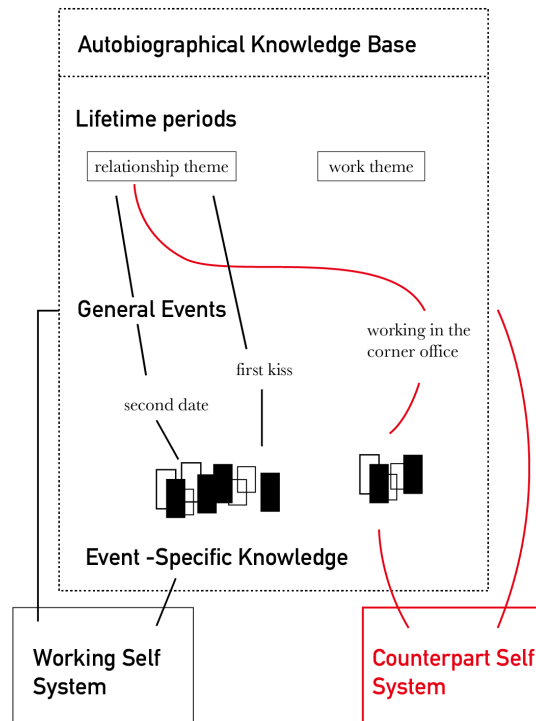 Autobiographical Knowledge Base
Lifetime periods
relationship theme
work theme
General Events
working in the
corner office
first kiss
second date
Event -Specific Knowledge
Working Self
System
Counterpart Self
System